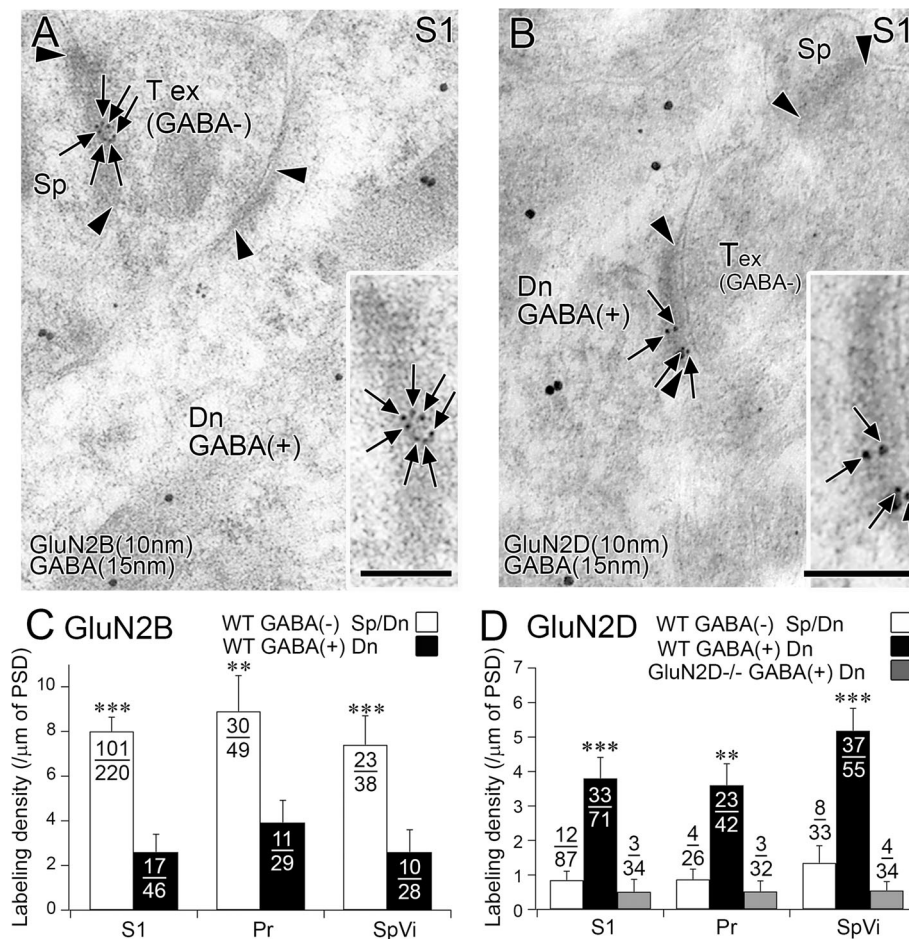 A
S1
T ex
(GABA-)
Sp
Dn
GABA(+)
GluN2B(10nm)
GABA(15nm)
B
S1
Sp
Tex
(GABA-)
Dn
GABA(+)
GluN2D(10nm)
GABA(15nm)
C GluN2B
WT GABA(-) Sp/Dn
WT GABA(+) Dn
Labeling density (/μm of PSD)
10
8
6
4
2
0
***
101
220
17
46
**
30
49
11
29
***
23
38
10
28
S1 Pr SpVi
D GluN2D
WT GABA(-) Sp/Dn
WT GABA(+) Dn
GluN2D-/- GABA(+) Dn
Labeling density (/μm of PSD)
7
6
5
4
3
2
1
0
12
87
***
33
71
3
34
4
26
**
23
42
3
32
8
33
***
37
55
4
34
S1 Pr SpVi